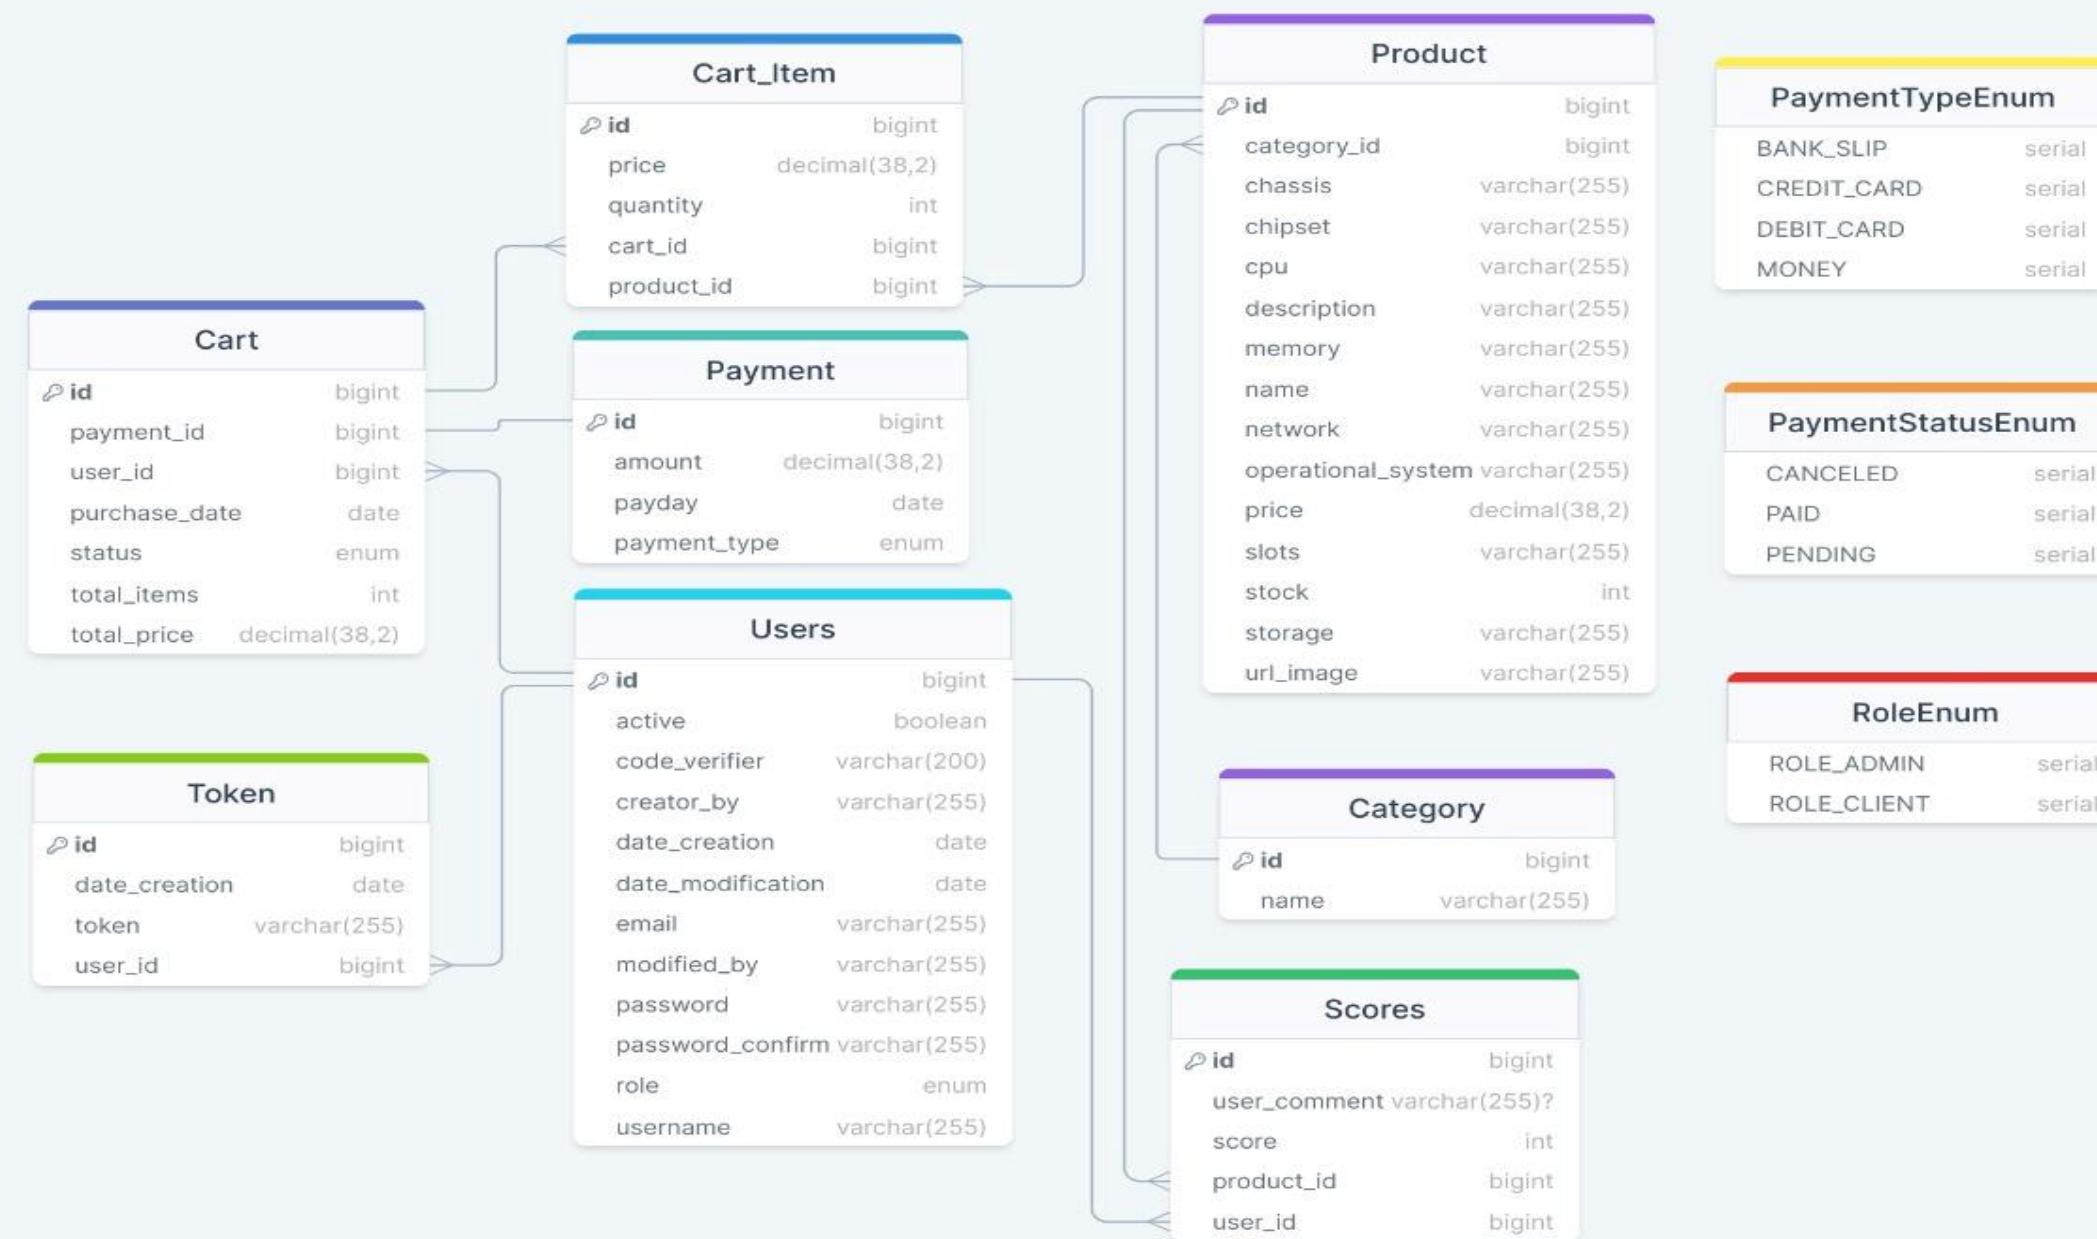 Cart_Item
id bigint
price decimal(38,2)
quantity int
cart_id bigint
product_id bigint
Cart
id bigint
payment_id bigint
user_id bigint
purchase_date date
status enum
total_items int
total_price decimal(38,2)
Payment
id bigint
amount decimal(38,2)
payday date
payment_type enum
Users
id bigint
active boolean
code_verifier varchar(200)
creator_by varchar(255)
date_creation date
date_modification date
email varchar(255)
modified_by varchar(255)
password varchar(255)
password_confirm varchar(255)
role enum
username varchar(255)
Token
id bigint
date_creation date
token varchar(255)
user_id bigint
Product
id bigint
category_id bigint
chassis varchar(255)
chipset varchar(255)
cpu varchar(255)
description varchar(255)
memory varchar(255)
name varchar(255)
network varchar(255)
operational_system varchar(255)
price decimal(38,2)
slots varchar(255)
stock int
storage varchar(255)
url_image varchar(255)
Category
id bigint
name varchar(255)
Scores
id bigint
user_comment varchar(255)?
score int
product_id bigint
user_id bigint
PaymentTypeEnum
BANK_SLIP serial
CREDIT_CARD serial
DEBIT_CARD serial
MONEY serial
PaymentStatusEnum
CANCELED serial
PAID serial
PENDING serial
RoleEnum
ROLE_ADMIN serial
ROLE_CLIENT serial